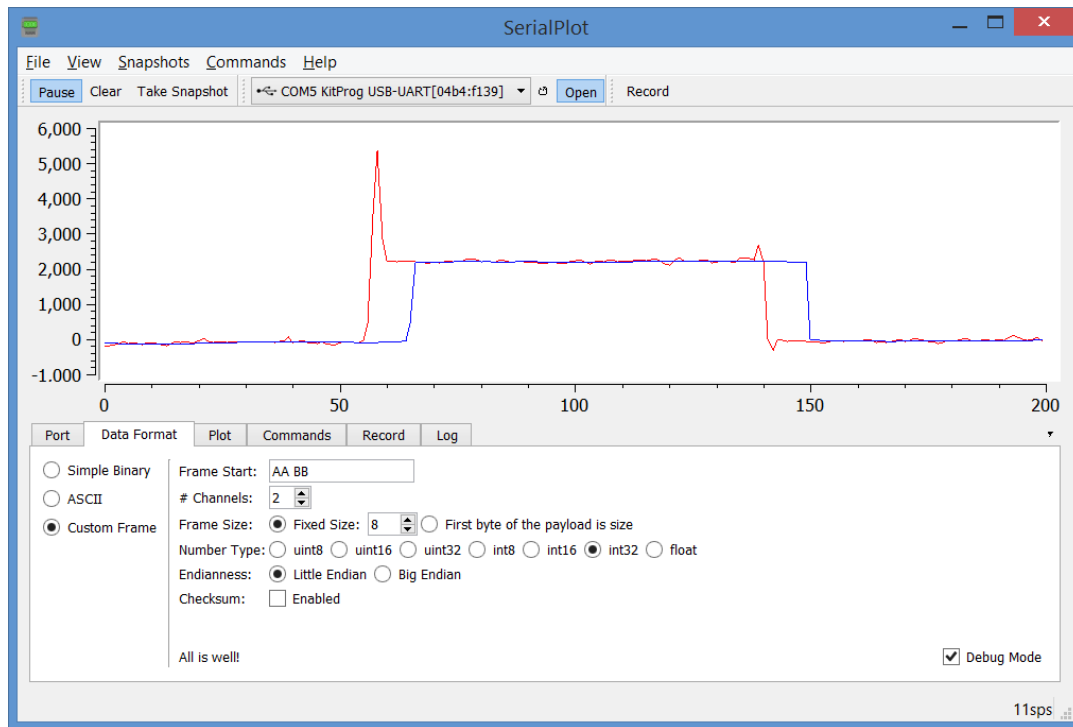 SerialPlot
File View Snapshots Commands Help
Pause Clear Take Snapshot COM5 KitProg USB-UART[04b4:f139] Open Record
6,000
5,000
4,000
3,000
2,000
1,000
0
-1.000
0 50 100 150 200
Port Data Format Plot Commands Record Log
Simple Binary Frame Start: AA BB
ASCII # Channels: 2
Custom Frame Frame Size: Fixed Size: 8 First byte of the payload is size
Number Type: uint8 uint16 uint32 int8 int16 int32 float
Endianness: Little Endian Big Endian
Checksum: Enabled
All is well! Debug Mode
11sps